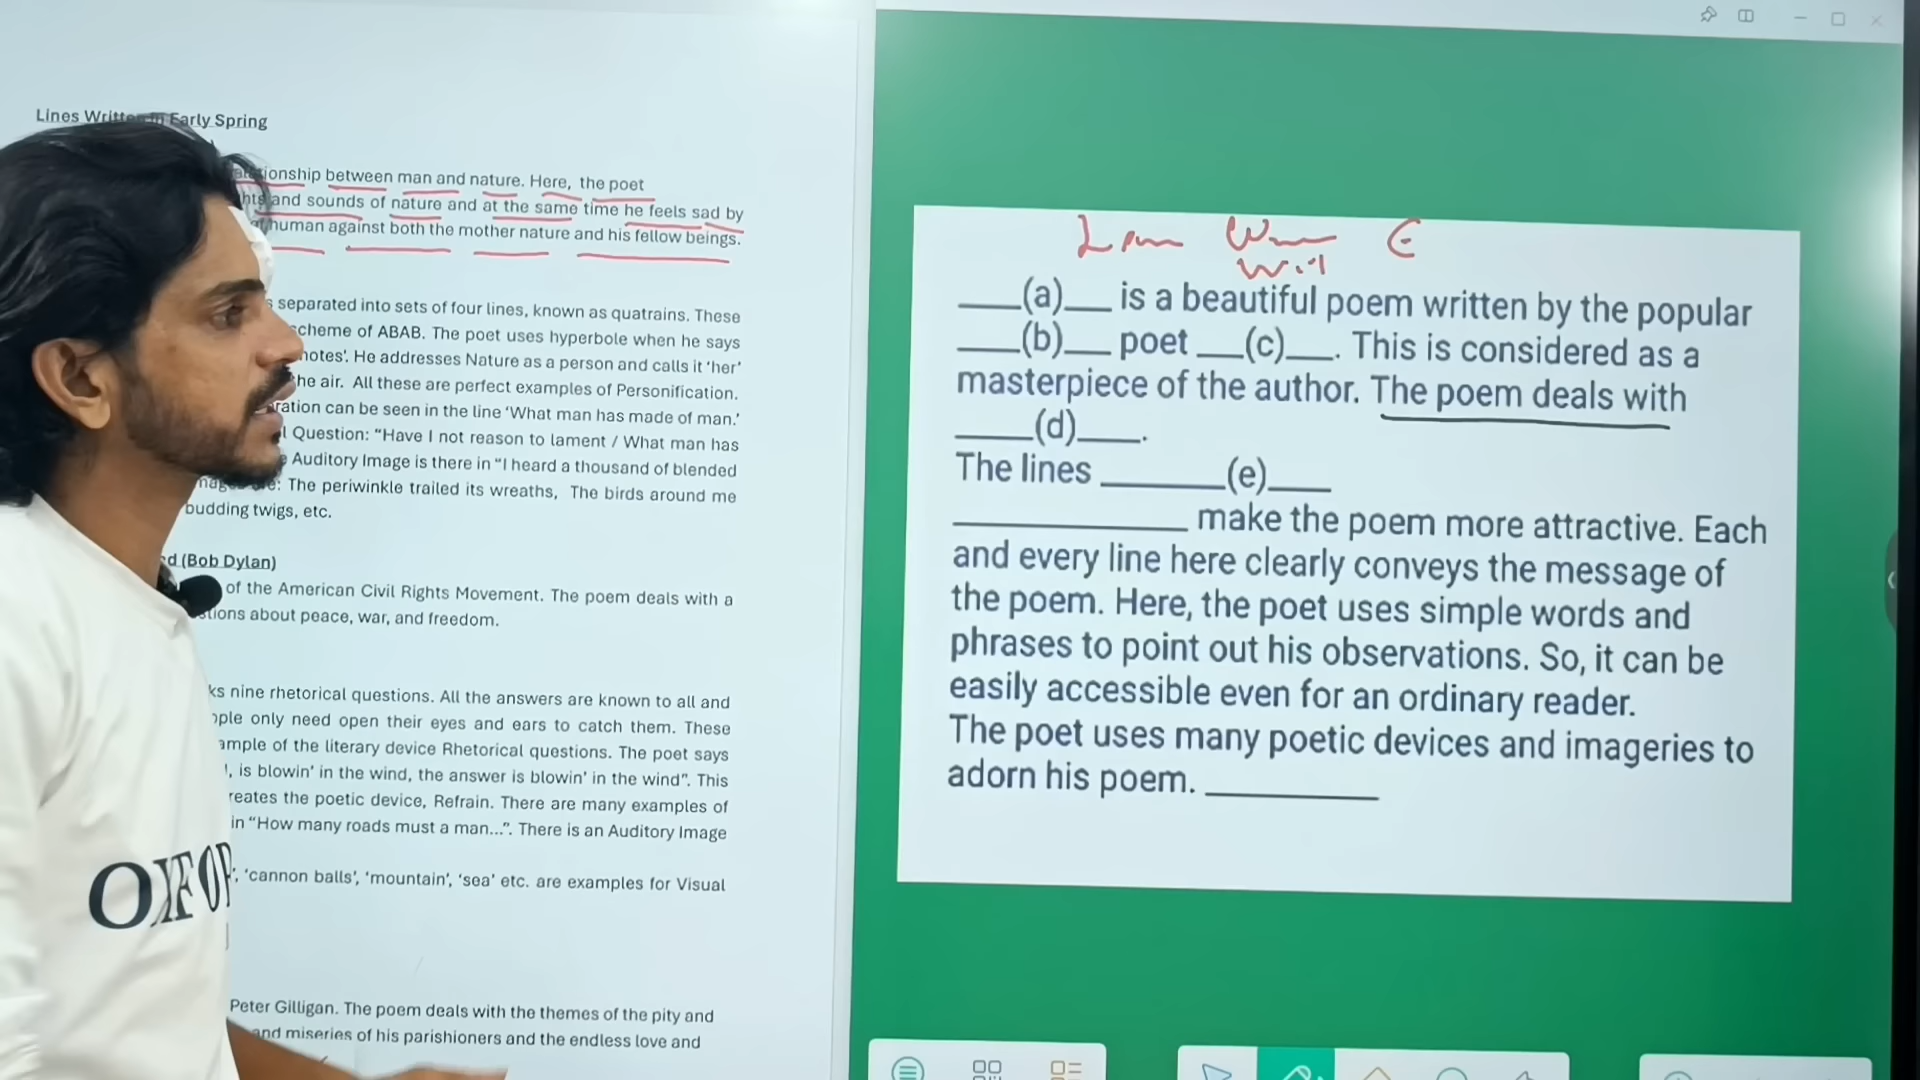 Lines Written in Early Spring
relationship between man and nature. Here, the poet
and sounds of nature and at the same time he feels sad by
human against both the mother nature and his fellow beings.
separated into sets of four lines, known as quatrains. These
scheme of ABAB. The poet uses hyperbole when he says
notes'. He addresses Nature as a person and calls it 'her'
the air. All these are perfect examples of Personification.
ration can be seen in the line 'What man has made of man.'
Question: "Have I not reason to lament / What man has
Auditory Image is there in "I heard a thousand of blended
The periwinkle trailed its wreaths, The birds around me
budding twigs, etc.
d (Bob Dylan)
of the American Civil Rights Movement. The poem deals with a
stions about peace, war, and freedom.
ks nine rhetorical questions. All the answers are known to all and
ople only need open their eyes and ears to catch them. These
ample of the literary device Rhetorical questions. The poet says
, is blowin' in the wind, the answer is blowin' in the wind". This
reates the poetic device, Refrain. There are many examples of
in "How many roads must a man...". There is an Auditory Image
'cannon balls', 'mountain', 'sea' etc. are examples for Visual
Peter Gilligan. The poem deals with the themes of the pity and
and miseries of his parishioners and the endless love and
OXFOR
____(a)___ is a beautiful poem written by the popular
____(b)___ poet ___(c)___. This is considered as a
masterpiece of the author. The poem deals with
_____(d)____.
The lines ________(e)____
_______________ make the poem more attractive. Each
and every line here clearly conveys the message of
the poem. Here, the poet uses simple words and
phrases to point out his observations. So, it can be
easily accessible even for an ordinary reader.
The poet uses many poetic devices and imageries to
adorn his poem. ___________